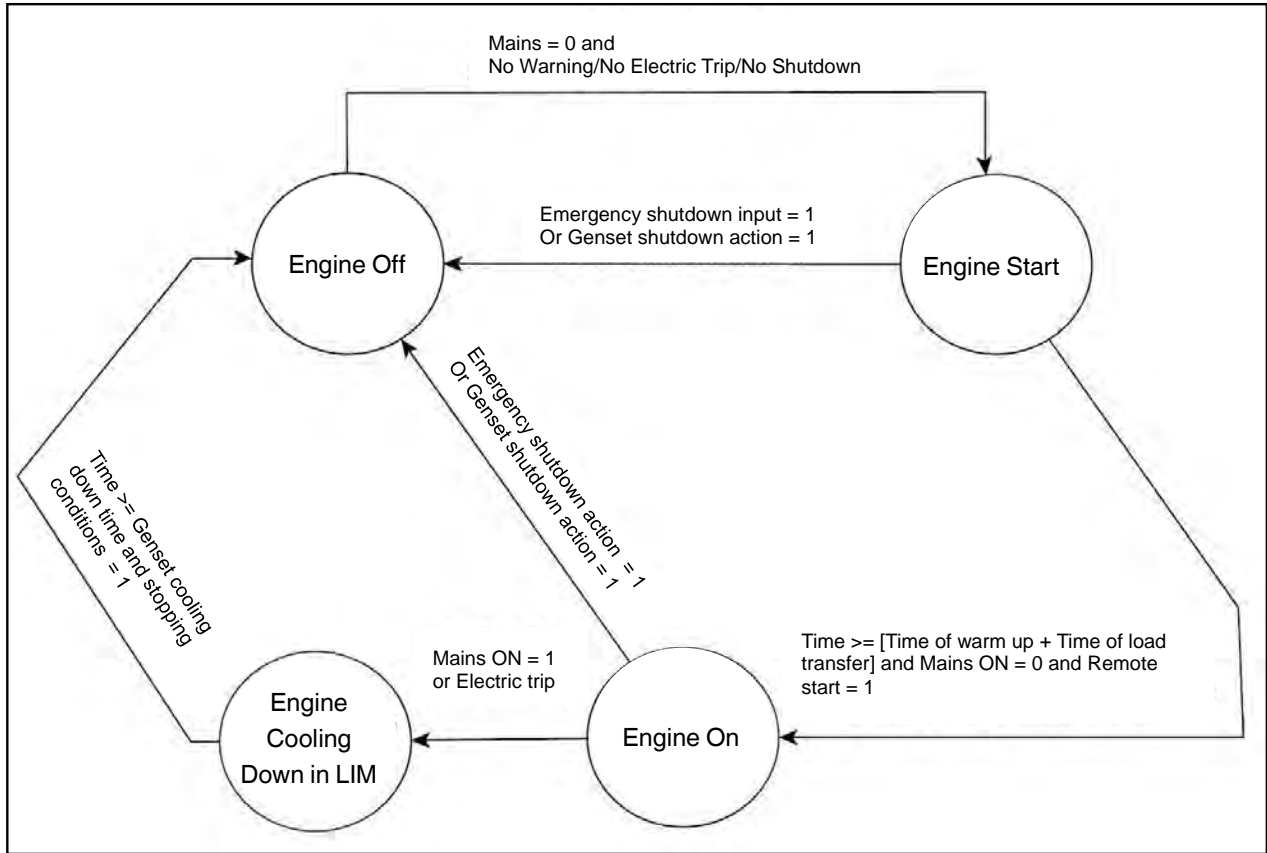 Mains = 0 and
No Warning/No Electric Trip/No Shutdown
Emergency shutdown input = 1
Or Genset shutdown action = 1
Engine Off
Engine Start
Emergency shutdown action = 1
Or Genset shutdown action = 1
Time >= Genset cooling
down time and stopping
conditions = 1
Mains ON = 1
or Electric trip
Time >= [Time of warm up + Time of load
transfer] and Mains ON = 0 and Remote
start = 1
Engine
Cooling
Down in LIM
Engine On